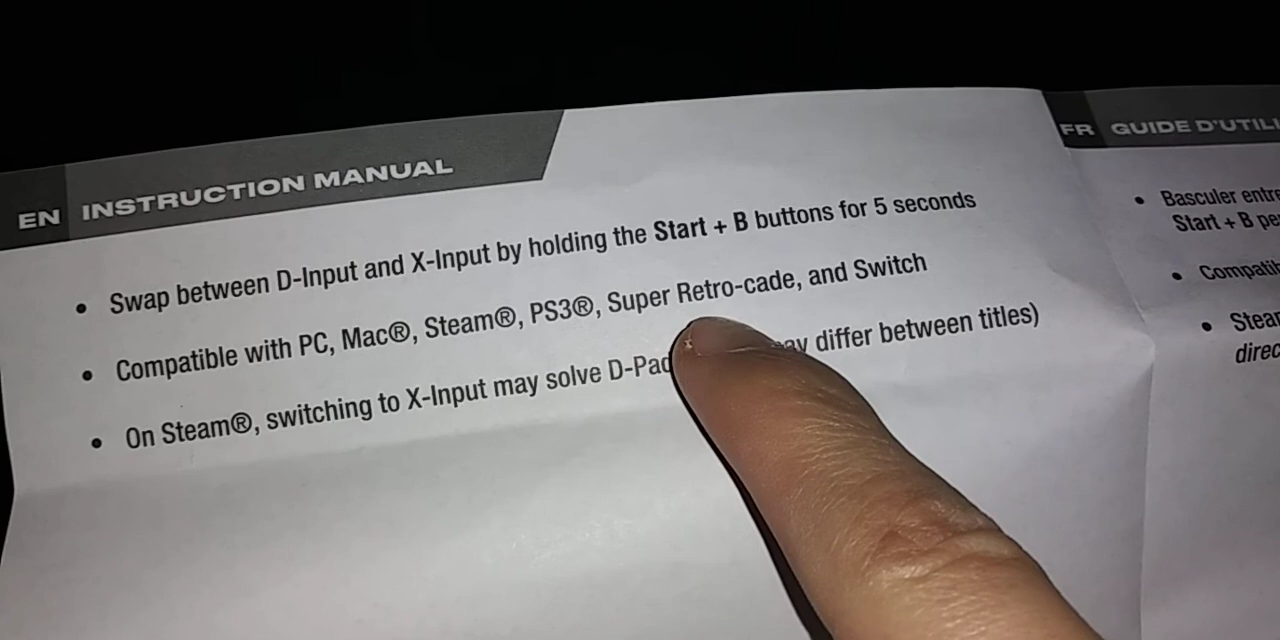 EN INSTRUCTION MANUAL
• Swap between D-Input and X-Input by holding the Start + B buttons for 5 seconds
• Compatible with PC, Mac®, Steam®, PS3®, Super Retro-cade, and Switch
• On Steam®, switching to X-Input may solve D-Pad differ between titles)
FR GUIDE D'UTILI
• Basculer entre
Start + B pe
• Compatib
• Stea
direc